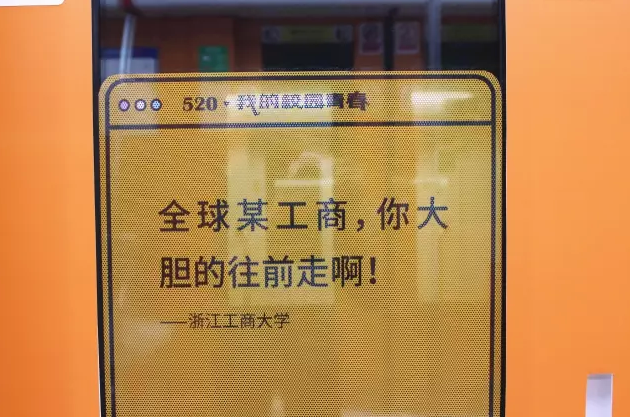 520·我的校园青春
全球某工商，你大
胆的往前走啊！
——浙江工商大学